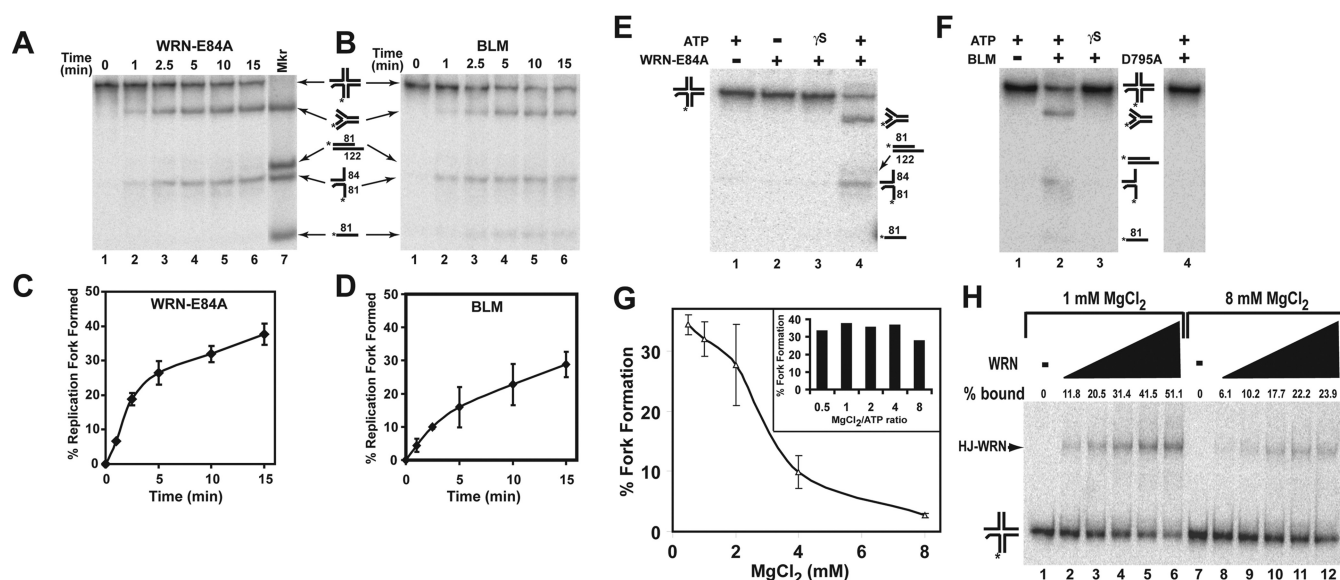 A
WRN-E84A
Time (min) 0 1 2.5 5 10 15 Mkr
1 2 3 4 5 6 7
*
*
* 81
122
84
81
*
* 81
B
BLM
Time (min) 0 1 2.5 5 10 15
1 2 3 4 5 6
C
WRN-E84A
% Replication Fork Formed
50
40
30
20
10
0
0 5 10 15
Time (min)
D
BLM
% Replication Fork Formed
50
40
30
20
10
0
0 5 10 15
Time (min)
E
ATP + - γS +
WRN-E84A - + + +
*
*
* 81
122
84
81
*
* 81
1 2 3 4
F
ATP + + γS +
BLM - + + D795A +
*
*
*
*
81
*
1 2 3 4
G
% Fork Formation
30
20
10
0
0 2 4 6 8
MgCl2 (mM)
% Fork Formation
40
30
20
10
0
0.5 1 2 4 8
MgCl2/ATP ratio
H
1 mM MgCl2 8 mM MgCl2
WRN - -
% bound 0 11.8 20.5 31.4 41.5 51.1 0 6.1 10.2 17.7 22.2 23.9
HJ-WRN
*
1 2 3 4 5 6 7 8 9 10 11 12